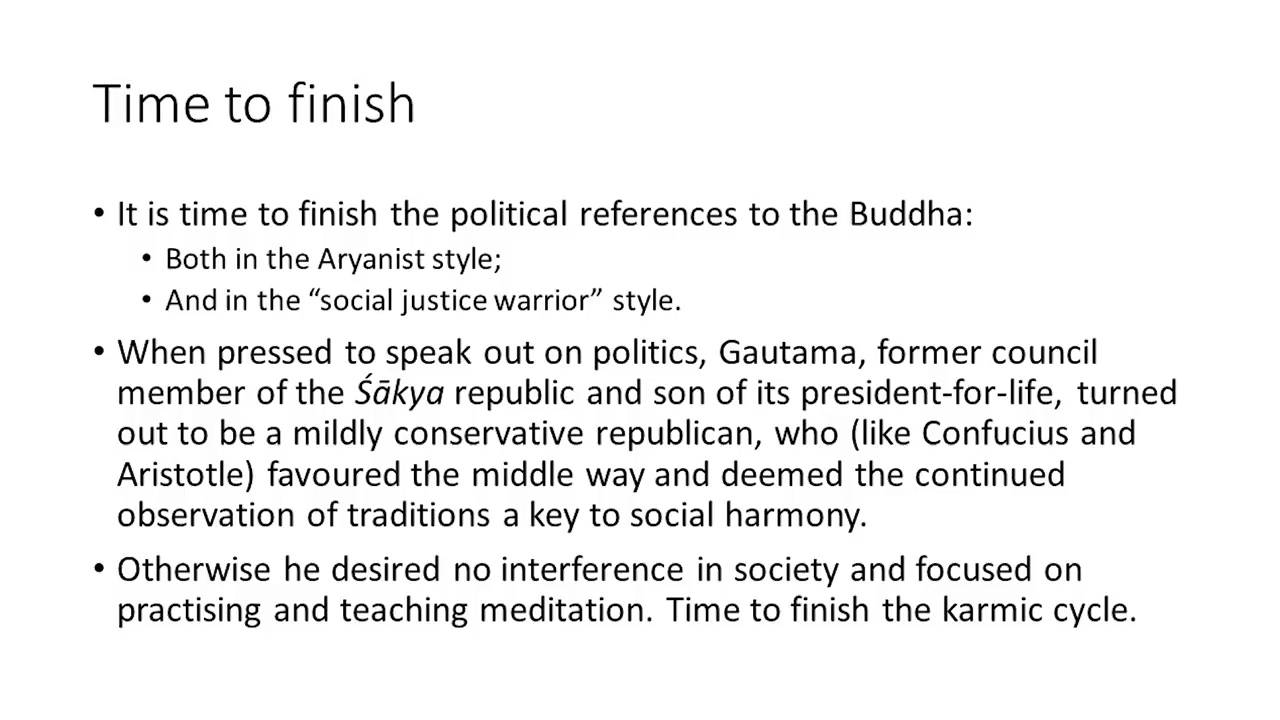 Time to finish
• It is time to finish the political references to the Buddha:
• Both in the Aryanist style;
• And in the “social justice warrior” style.
• When pressed to speak out on politics, Gautama, former council
member of the Śākya republic and son of its president-for-life, turned
out to be a mildly conservative republican, who (like Confucius and
Aristotle) favoured the middle way and deemed the continued
observation of traditions a key to social harmony.
• Otherwise he desired no interference in society and focused on
practising and teaching meditation. Time to finish the karmic cycle.